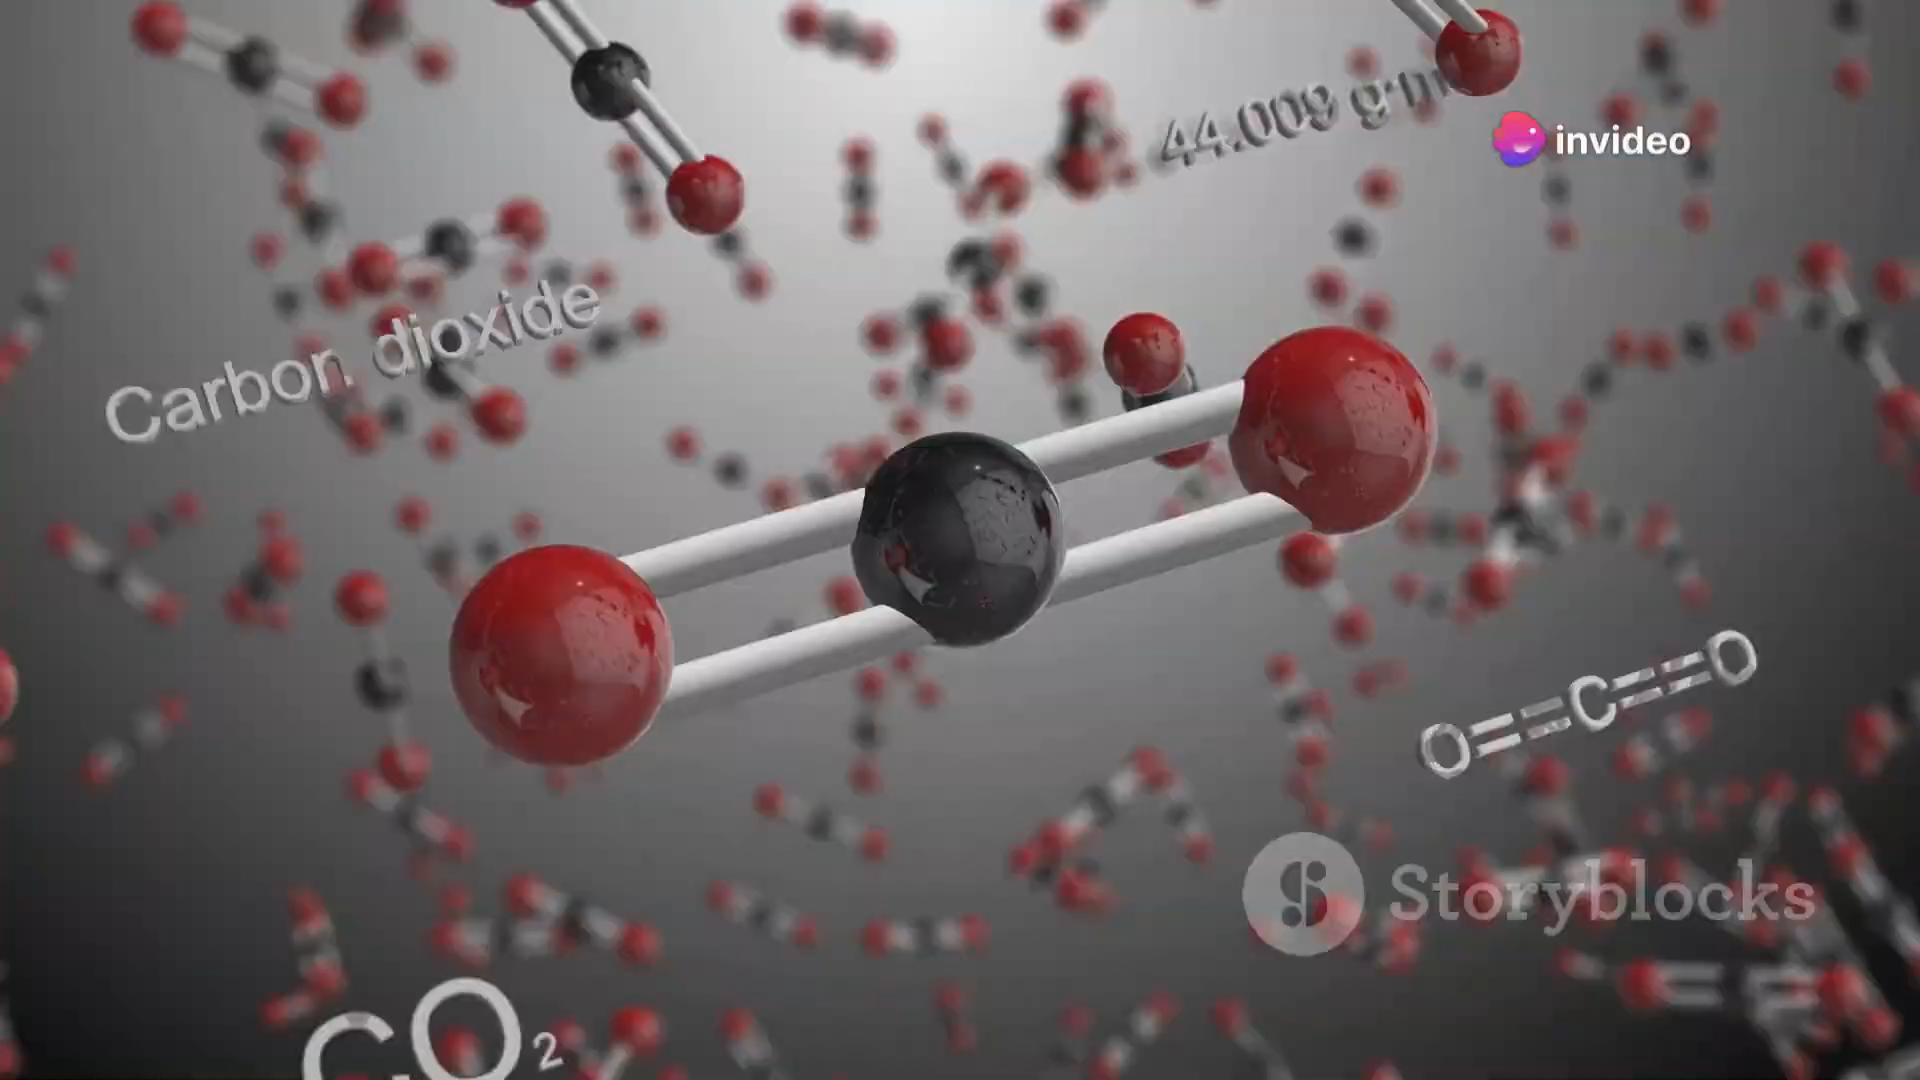 44.009 g·m
invideo
Carbon dioxide
O=C=O
Storyblocks
CO₂